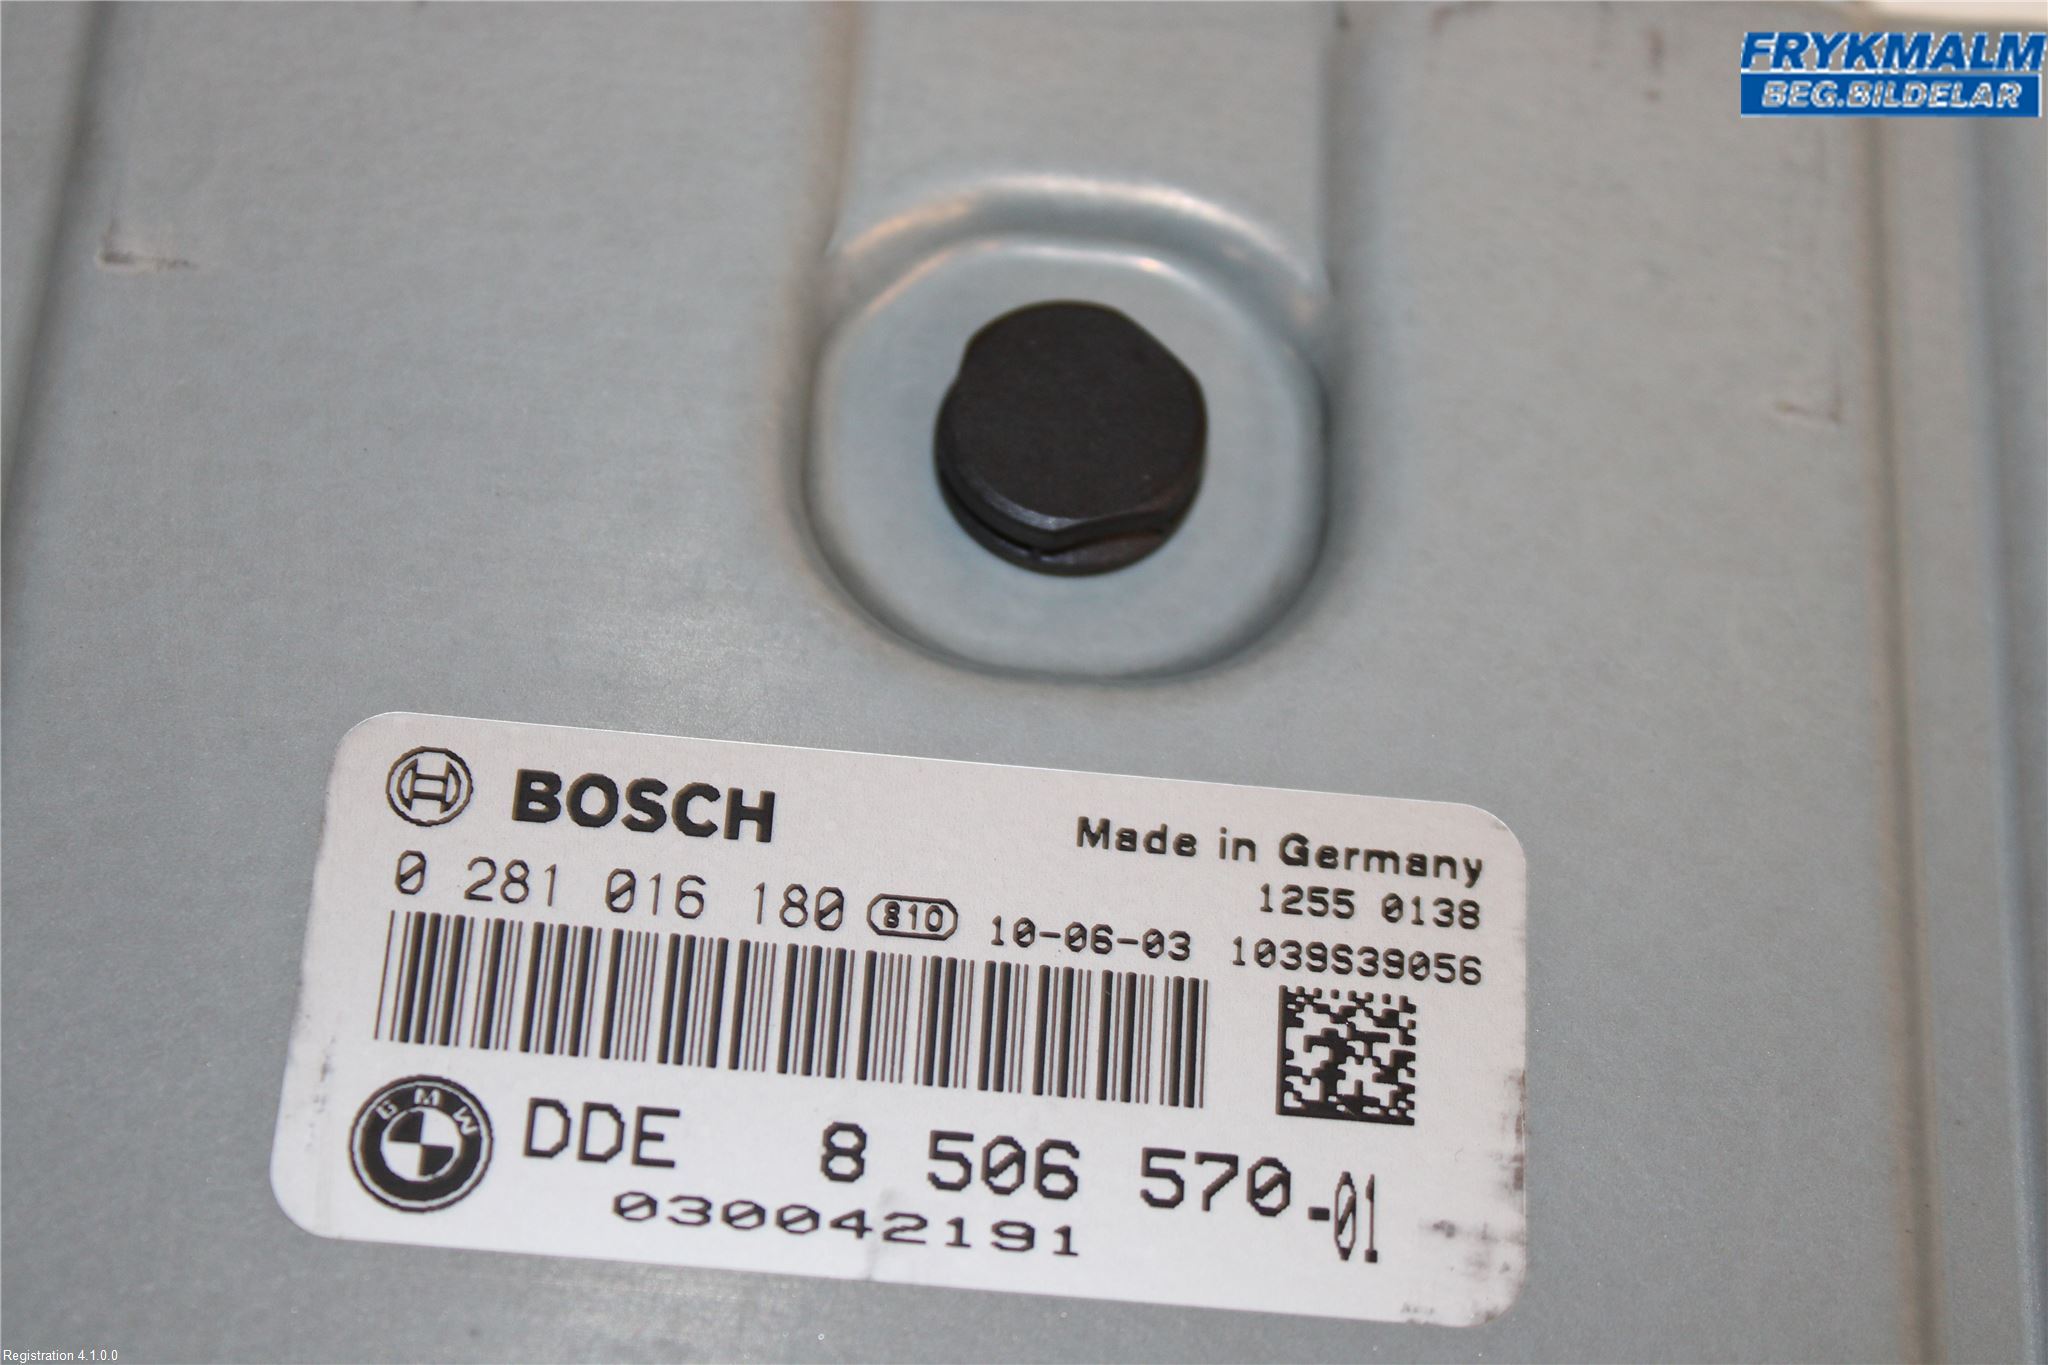 FRYKMALM
BEG.BILDELAR
BOSCH
Made in Germany
0 281 016 180 810 10-06-03
1255 0138
1039S39056
BMW
DDE 8 506 570-01
030042191
Registration 4.1.0.0